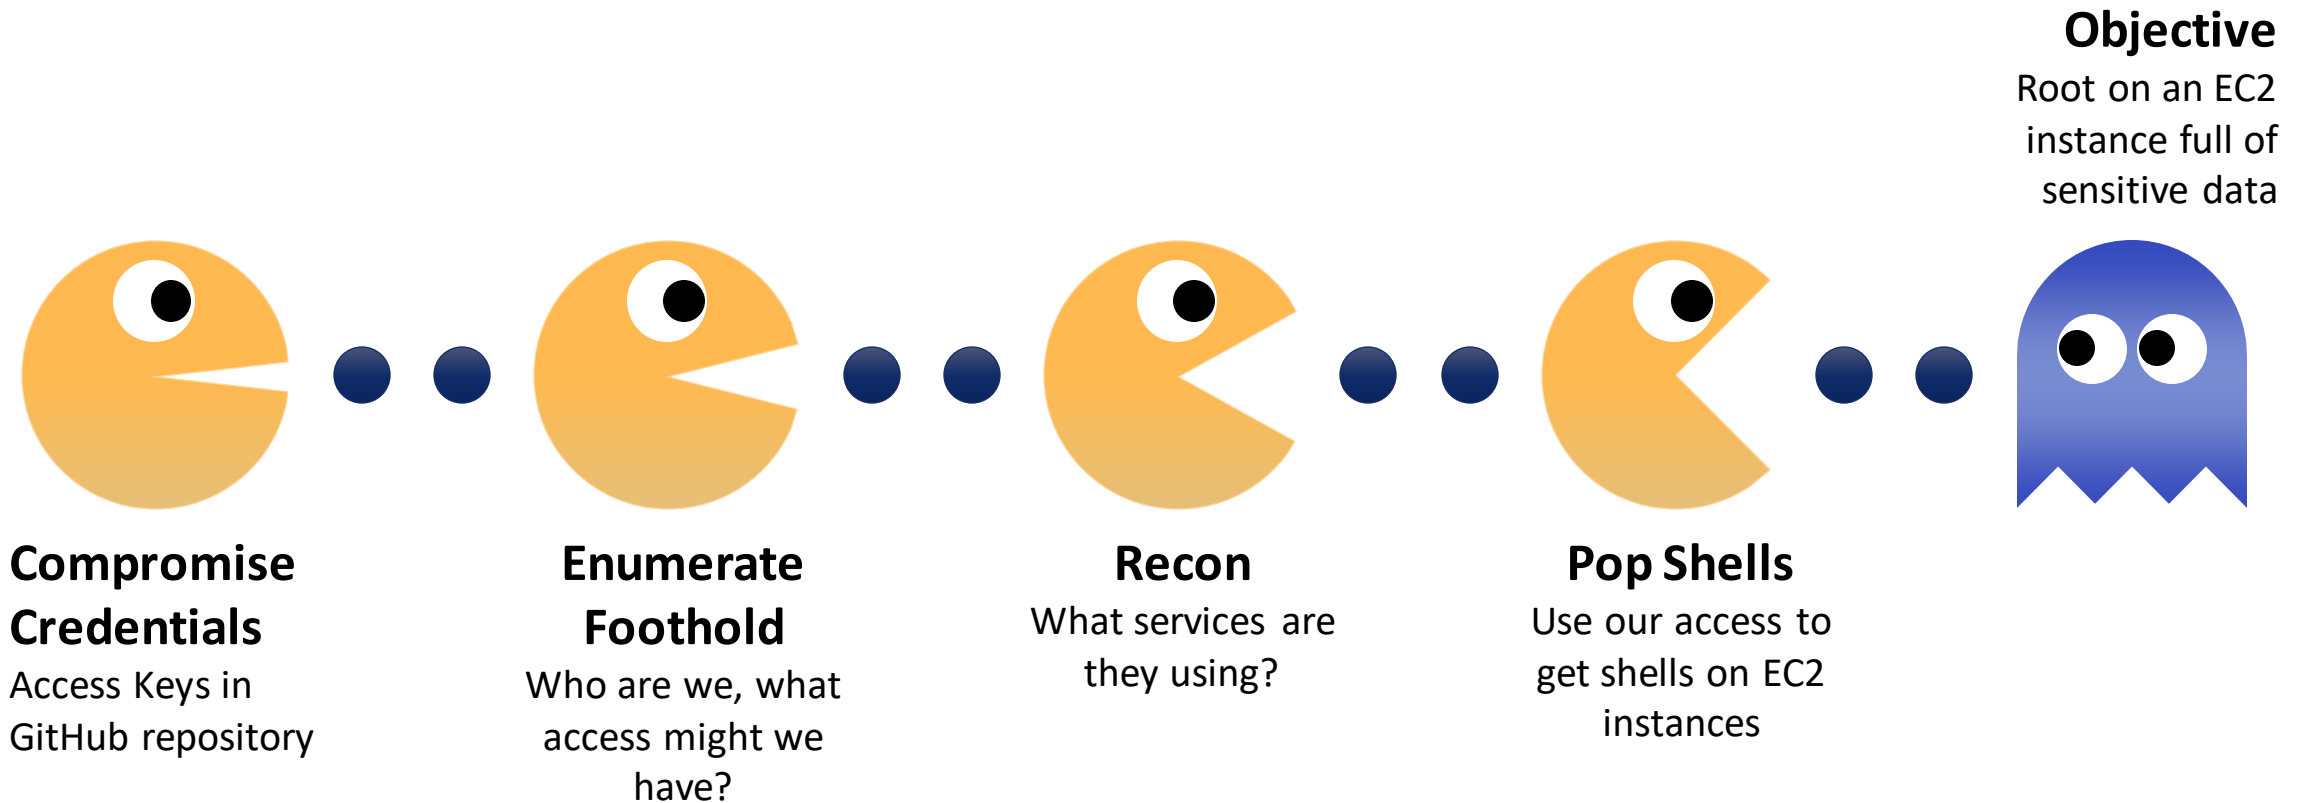 Compromise
Credentials
Access Keys in
GitHub repository
Enumerate
Foothold
Who are we, what
access might we
have?
Recon
What services are
they using?
Pop Shells
Use our access to
get shells on EC2
instances
Objective
Root on an EC2
instance full of
sensitive data